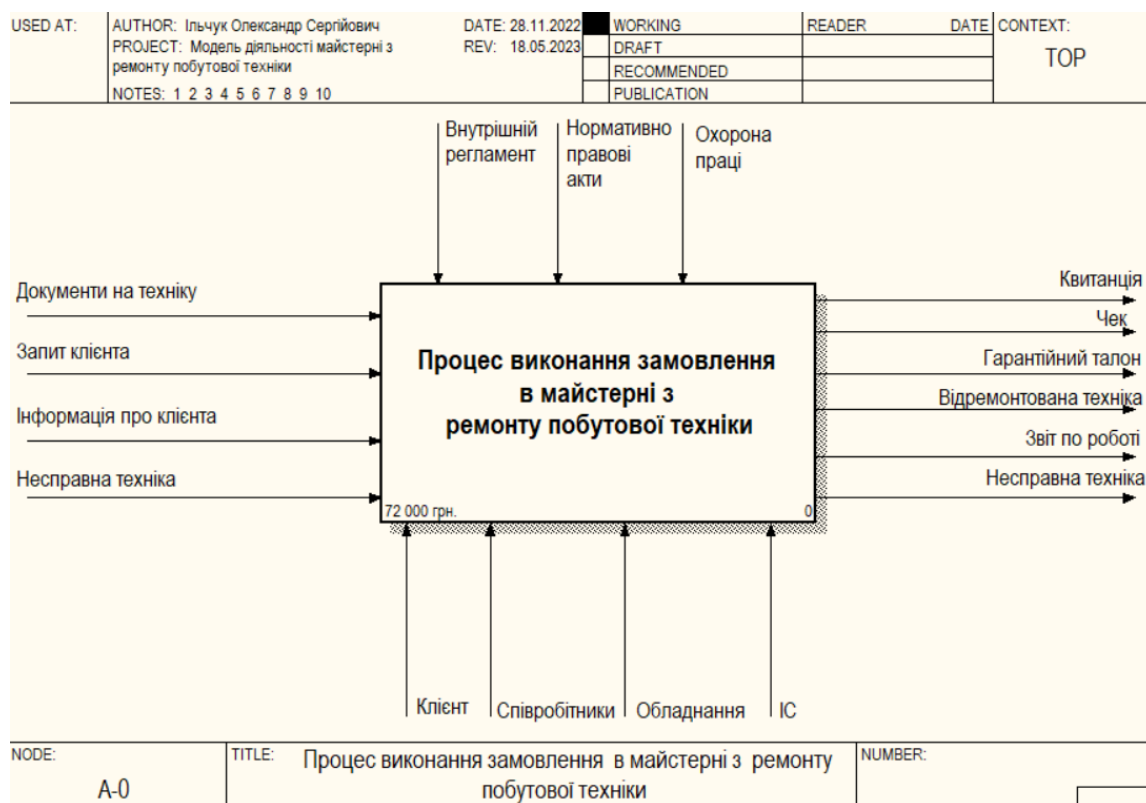 USED AT:
AUTHOR: Ільчук Олександр Сергійович
DATE: 28.11.2022
WORKING
READER
DATE
CONTEXT:
PROJECT: Модель діяльності майстерні з
REV: 18.05.2023
DRAFT
TOP
ремонту побутової техніки
RECOMMENDED
NOTES: 1 2 3 4 5 6 7 8 9 10
PUBLICATION
Внутрішній
регламент
Нормативно
правові
акти
Охорона
праці
Документи на техніку
Запит клієнта
Інформація про клієнта
Несправна техніка
Процес виконання замовлення
в майстерні з
ремонту побутової техніки
72 000 грн.
0
Квитанція
Чек
Гарантійний талон
Відремонтована техніка
Звіт по роботі
Несправна техніка
Клієнт
Співробітники
Обладнання
ІС
NODE:
A-0
TITLE:
Процес виконання замовлення в майстерні з ремонту
побутової техніки
NUMBER: